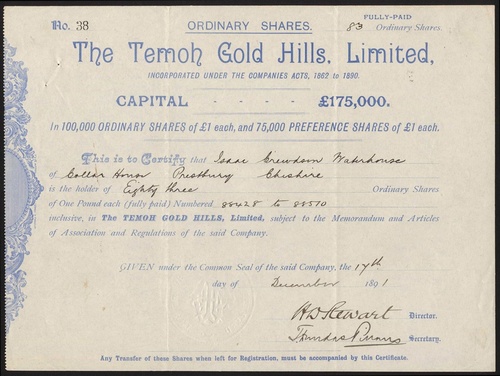 No. 38
ORDINARY SHARES.
FULLY-PAID
83 Ordinary Shares.
The Temoh Gold Hills, Limited,
INCORPORATED UNDER THE COMPANIES ACTS, 1862 to 1890.
CAPITAL - - - - £175,000.
In 100,000 ORDINARY SHARES of £1 each, and 75,000 PREFERENCE SHARES of £1 each.
This is to Certify that Isaac Crewdson Waterhouse
of Collar House Prestbury Cheshire
is the holder of Eighty three Ordinary Shares
of One Pound each (fully paid) Numbered 88428 to 88510
inclusive, in The TEMOH GOLD HILLS, Limited, subject to the Memorandum and Articles
of Association and Regulations of the said Company.
GIVEN under the Common Seal of the said Company, the 17th
day of December 1891
Stewart Director.
Secretary.
Any Transfer of these Shares when left for Registration, must be accompanied by this Certificate.